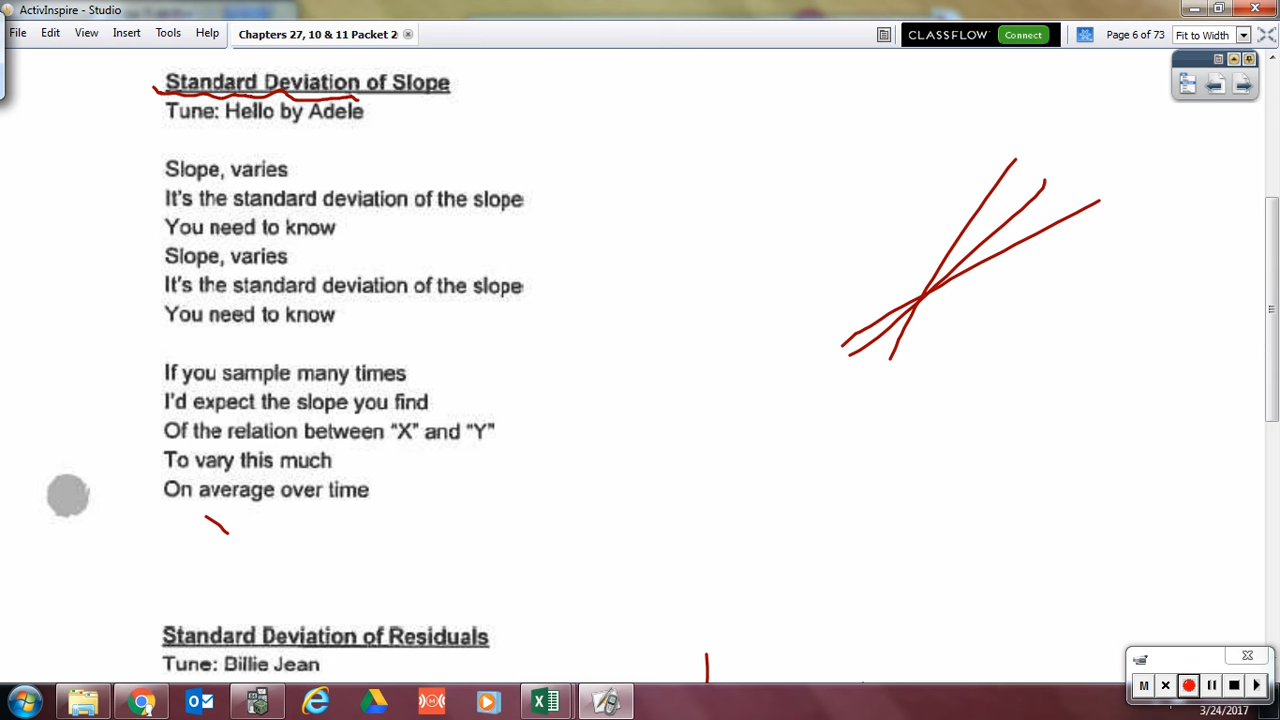 ActivInspire - Studio
File Edit View Insert Tools Help Chapters 27, 10 & 11 Packet 2 CLASSFLOW Connect Page 6 of 73 Fit to Width
Standard Deviation of Slope
Tune: Hello by Adele
Slope, varies
It's the standard deviation of the slope
You need to know
Slope, varies
It's the standard deviation of the slope
You need to know
If you sample many times
I'd expect the slope you find
Of the relation between "X" and "Y"
To vary this much
On average over time
Standard Deviation of Residuals
Tune: Billie Jean
M
3/24/2017